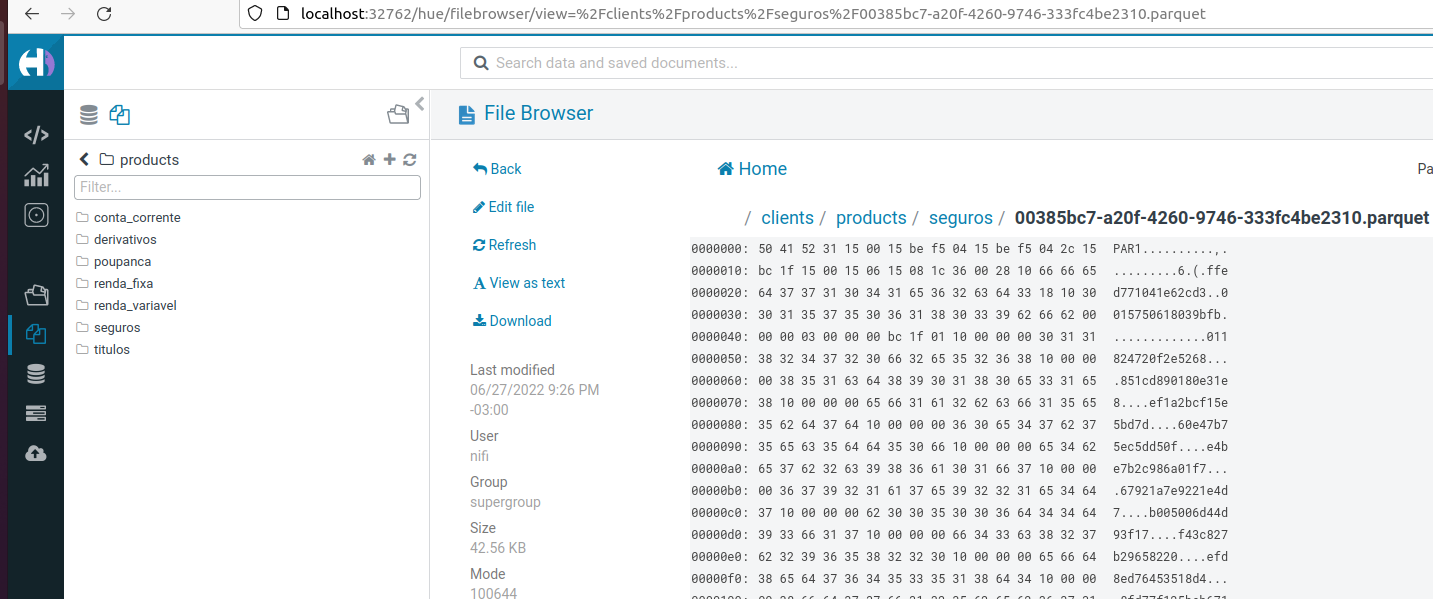 localhost:32762/hue/filebrowser/view=%2Fclients%2Fproducts%2Fseguros%2F00385bc7-a20f-4260-9746-333fc4be2310.parquet
Search data and saved documents...
File Browser
products
Filter...
conta_corrente
derivativos
poupanca
renda_fixa
renda_variavel
seguros
titulos
Back
Edit file
Refresh
View as text
Download
Last modified
06/27/2022 9:26 PM
-03:00
User
nifi
Group
supergroup
Size
42.56 KB
Mode
100644
Home
Pa
/ clients / products / seguros / 00385bc7-a20f-4260-9746-333fc4be2310.parquet
0000000: 50 41 52 31 15 00 15 be f5 04 15 be f5 04 2c 15 PAR1..........,.
0000010: bc 1f 15 00 15 06 15 08 1c 36 00 28 10 66 66 65 .........6.(.ffe
0000020: 64 37 37 31 30 34 31 65 36 32 63 64 33 18 10 30 d771041e62cd3..0
0000030: 30 31 35 37 35 30 36 31 38 30 33 39 62 66 62 00 015750618039bfb.
0000040: 00 00 03 00 00 00 bc 1f 01 10 00 00 00 30 31 31 .............011
0000050: 38 32 34 37 32 30 66 32 65 35 32 36 38 10 00 00 824720f2e5268...
0000060: 00 38 35 31 63 64 38 39 30 31 38 30 65 33 31 65 .851cd890180e31e
0000070: 38 10 00 00 00 65 66 31 61 32 62 63 66 31 35 65 8....ef1a2bcf15e
0000080: 35 62 64 37 64 10 00 00 00 36 30 65 34 37 62 37 5bd7d....60e47b7
0000090: 35 65 63 35 64 64 35 30 66 10 00 00 00 65 34 62 5ec5dd50f....e4b
00000a0: 65 37 62 32 63 39 38 36 61 30 31 66 37 10 00 00 e7b2c986a01f7...
00000b0: 00 36 37 39 32 31 61 37 65 39 32 32 31 65 34 64 .67921a7e9221e4d
00000c0: 37 10 00 00 00 62 30 30 35 30 30 36 64 34 34 64 7....b005006d44d
00000d0: 39 33 66 31 37 10 00 00 00 66 34 33 63 38 32 37 93f17....f43c827
00000e0: 62 32 39 36 35 38 32 32 30 10 00 00 00 65 66 64 b29658220....efd
00000f0: 38 65 64 37 36 34 35 33 35 31 38 64 34 10 00 00 8ed76453518d4...